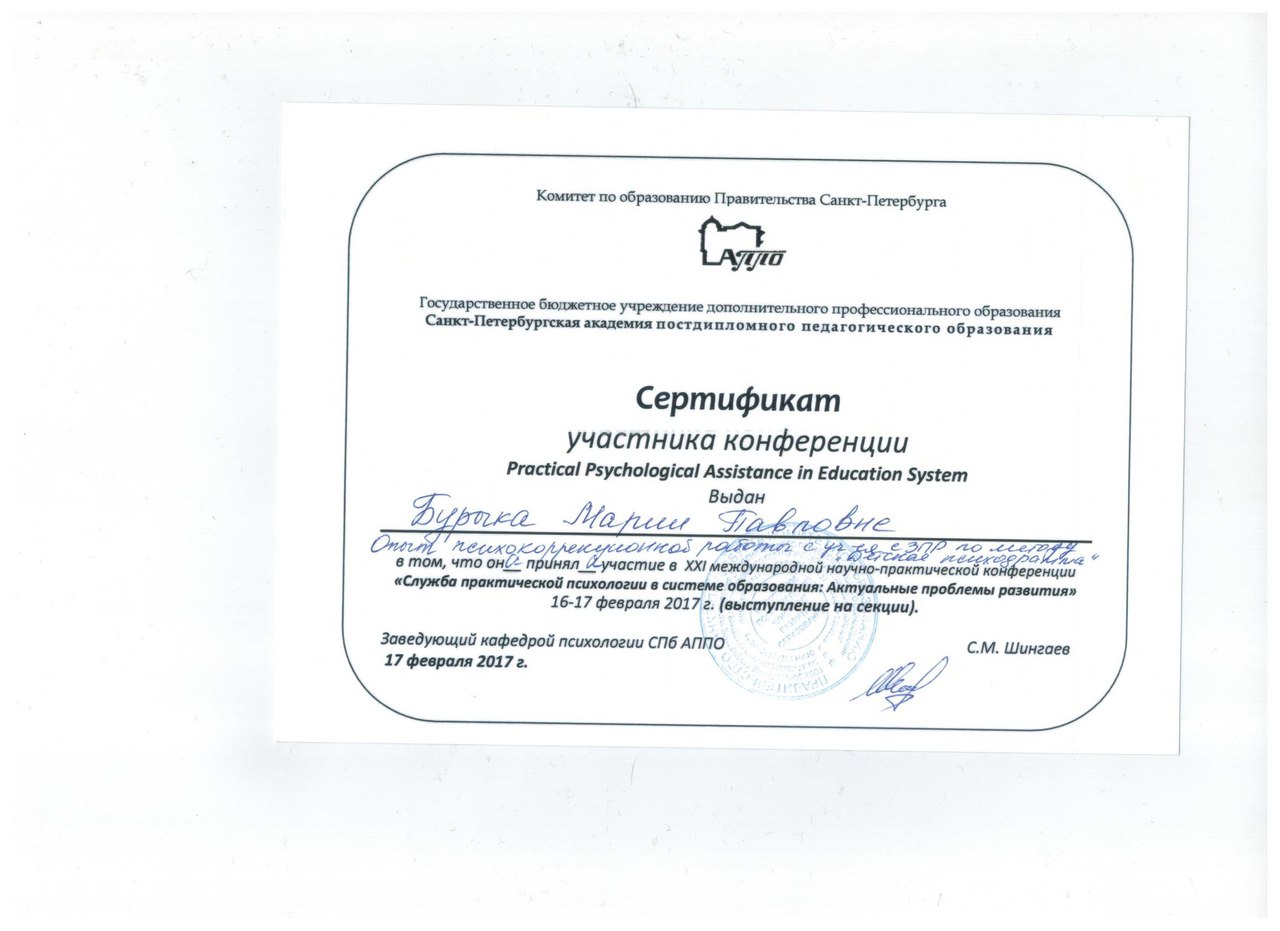 Комитет по образованию Правительства Санкт-Петербурга
АППО
Государственное бюджетное учреждение дополнительного профессионального образования
Санкт-Петербургская академия постдипломного педагогического образования
Сертификат
участника конференции
Practical Psychological Assistance in Education System
Выдан
Бурыка Марии Павловне
Опыт психокоррекционной работы с уч-ся с ЗПР по методу
"Детская психодрамма"
в том, что она принял а участие в XXI международной научно-практической конференции
«Служба практической психологии в системе образования: Актуальные проблемы развития»
16-17 февраля 2017 г. (выступление на секции).
Заведующий кафедрой психологии СПб АППО
С.М. Шингаев
17 февраля 2017 г.